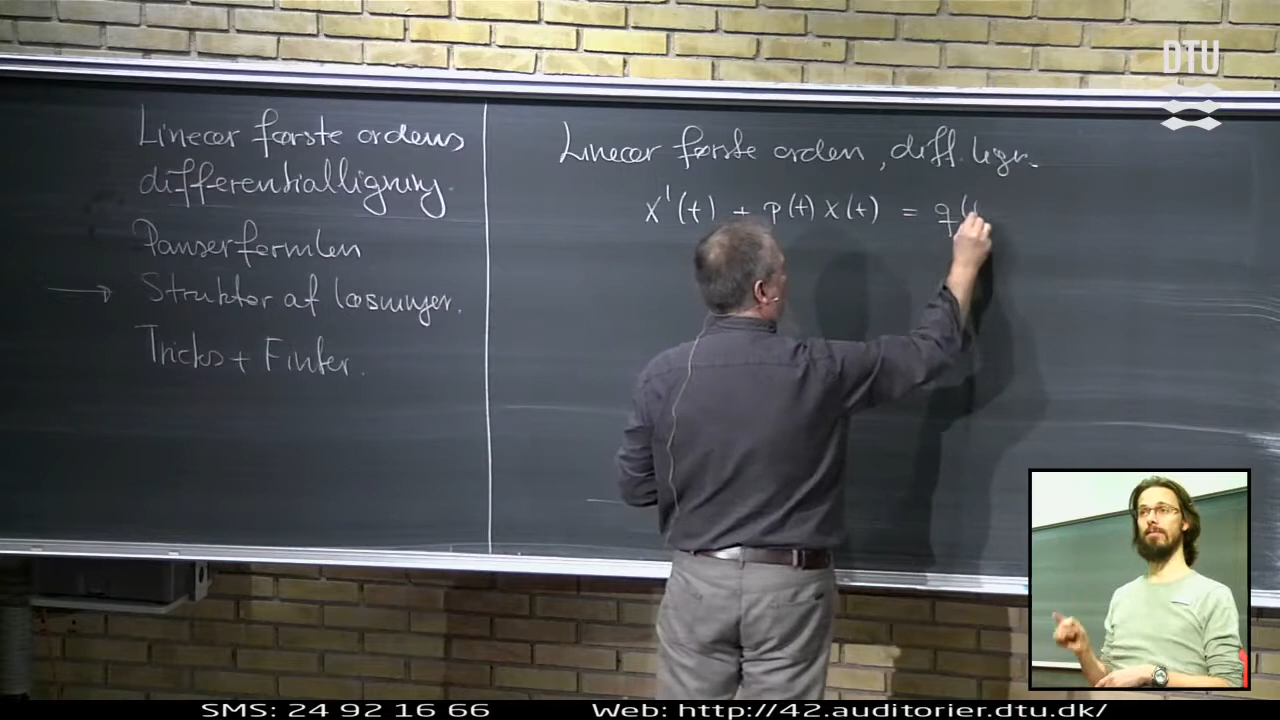 Lineær første ordens
differentialligning.
Panserformlen
→ Struktur af løsninger.
Tricks + Finter.
Lineær første orden, diff. lign.
x'(t) + p(t) x(t) = q(t
DTU
SMS: 24 92 16 66
Web: http://42.auditorier.dtu.dk/